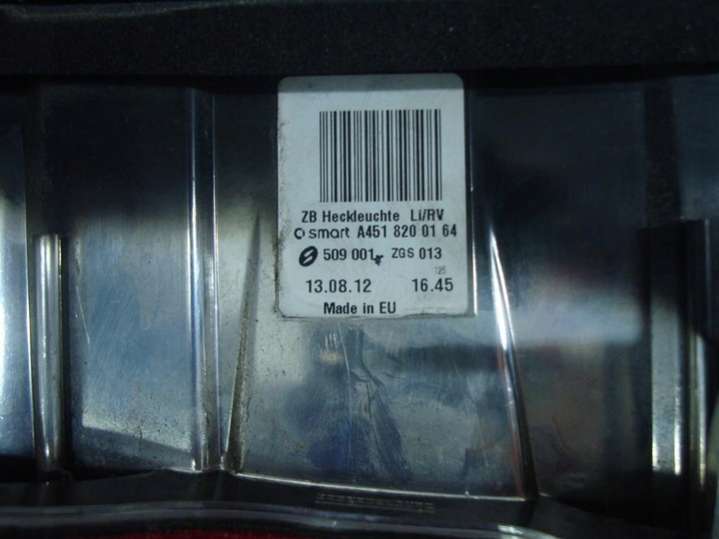 ZB Heckleuchte Li/RV
smart A451 820 01 64
509 001 ZGS 013
13.08.12 16.45
Made in EU